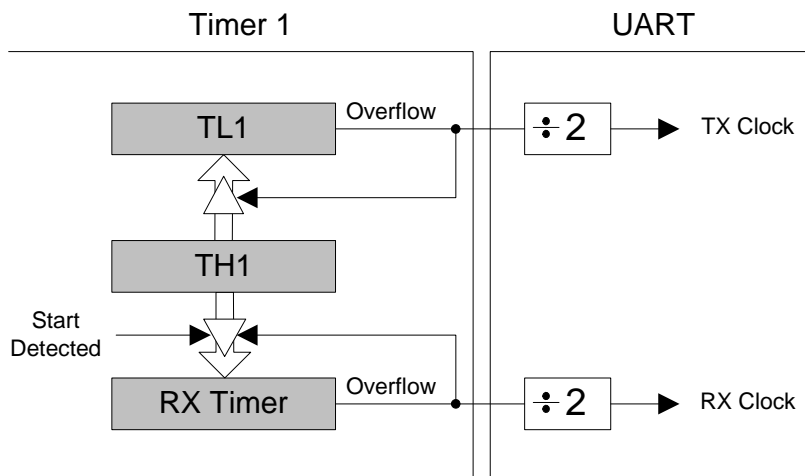 Timer 1
UART
TL1
Overflow
÷2
TX Clock
TH1
Start
Detected
RX Timer
Overflow
÷2
RX Clock